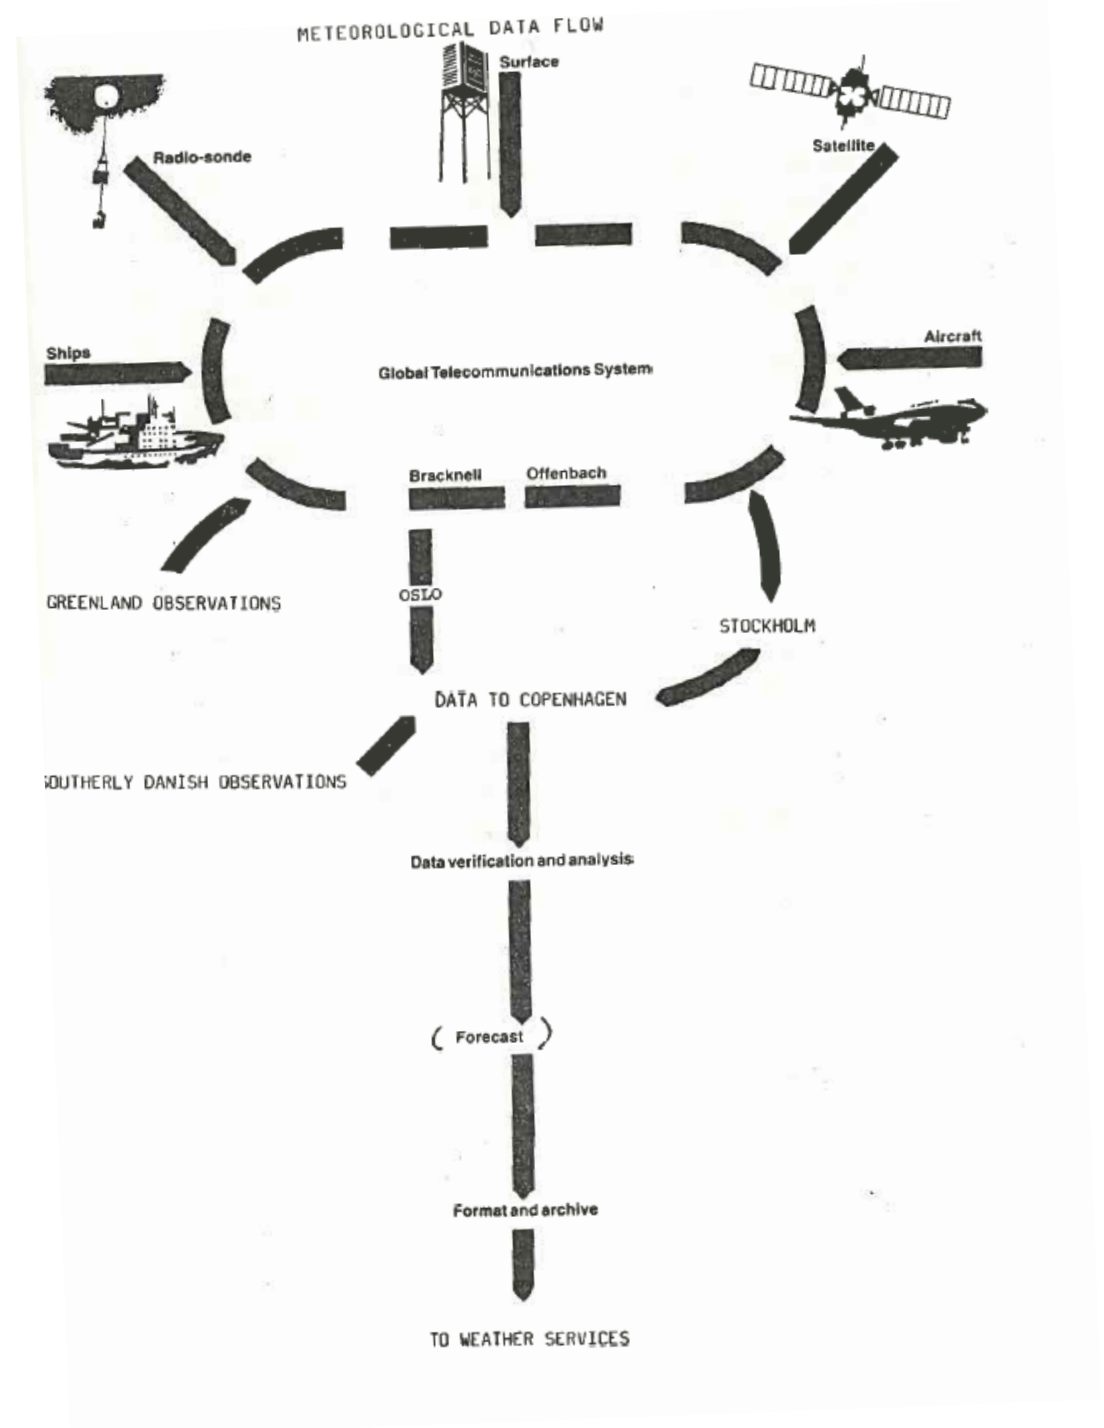 METEOROLOGICAL DATA FLOW
Surface
Radio-sonde
Satellite
Ships
Aircraft
Global Telecommunications System
Bracknell
Offenbach
GREENLAND OBSERVATIONS
OSLO
STOCKHOLM
DATA TO COPENHAGEN
SOUTHERLY DANISH OBSERVATIONS
Data verification and analysis
( Forecast )
Format and archive
TO WEATHER SERVICES